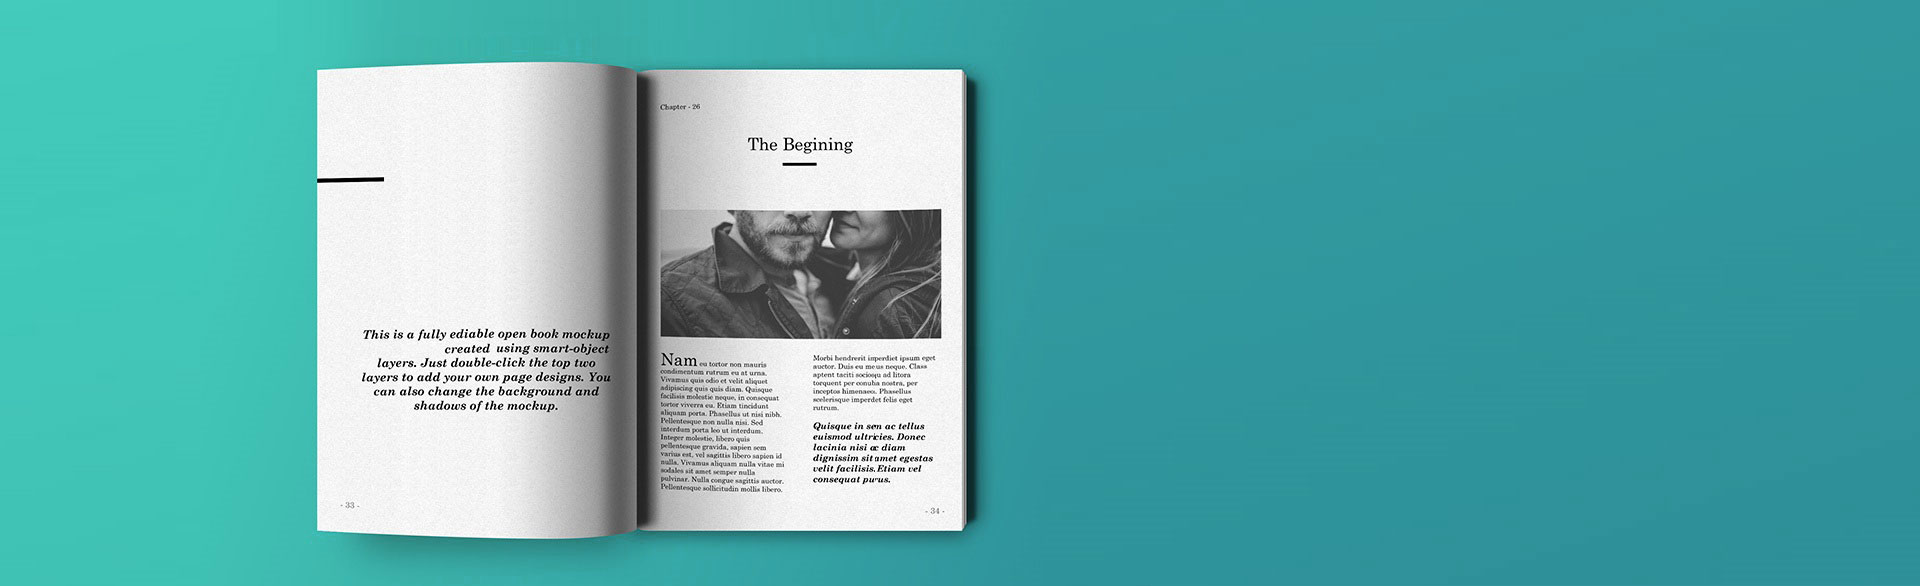 This is a fully ediable open book mockup
created using smart-object
layers. Just double-click the top two
layers to add your own page designs. You
can also change the background and
shadows of the mockup.
- 33 -
Chapter - 26
The Begining
Nam eu tortor non mauris
condimentum rutrum eu at urna.
Vivamus quis odio et velit aliquet
adipiscing quis quis diam. Quisque
facilisis molestie neque, in consequat
tortor viverra eu. Etiam tincidunt
aliquam porta. Phasellus ut nisi nibh.
Pellentesque non nulla nisi. Sed
interdum porta leo ut interdum.
Integer molestie, libero quis
pellentesque gravida, sapien sem
varius est, vel sagittis libero sapien id
nulla. Vivamus aliquam nulla vitae mi
sodales sit amet semper nulla
pulvinar. Nulla congue sagittis auctor.
Pellentesque sollicitudin mollis libero.
Morbi hendrerit imperdiet ipsum eget
auctor. Duis eu me us neque. Class
aptent taciti sociosqu ad litora
torquent per conubia nostra, per
inceptos himenaeo. Phasellus
scelerisque imperdet felis eget
rutrum.
Quisque in sem ac tellus
euismod ultricies. Donec
lacinia nisi ac diam
dignissim sit amet egestas
velit facilisis. Etiam vel
consequat purus.
- 34 -